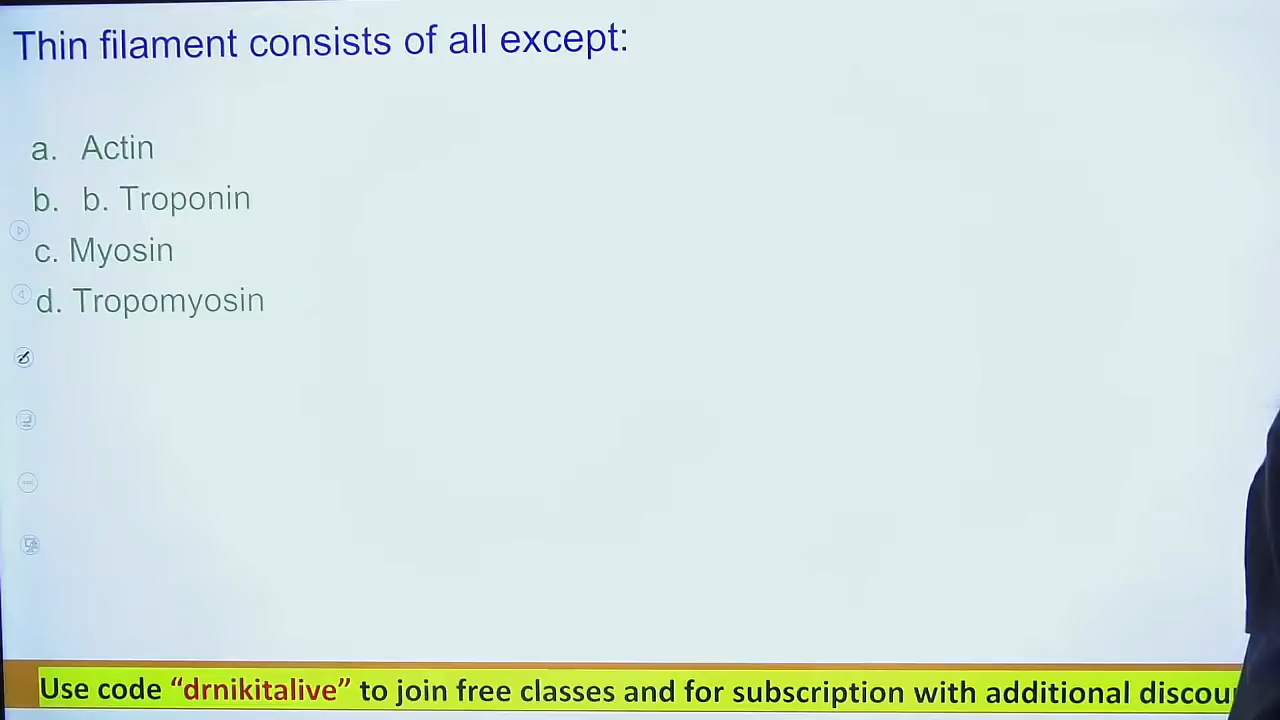 Thin filament consists of all except:
a. Actin
b. b. Troponin
c. Myosin
d. Tropomyosin
Use code “drnikitalive” to join free classes and for subscription with additional